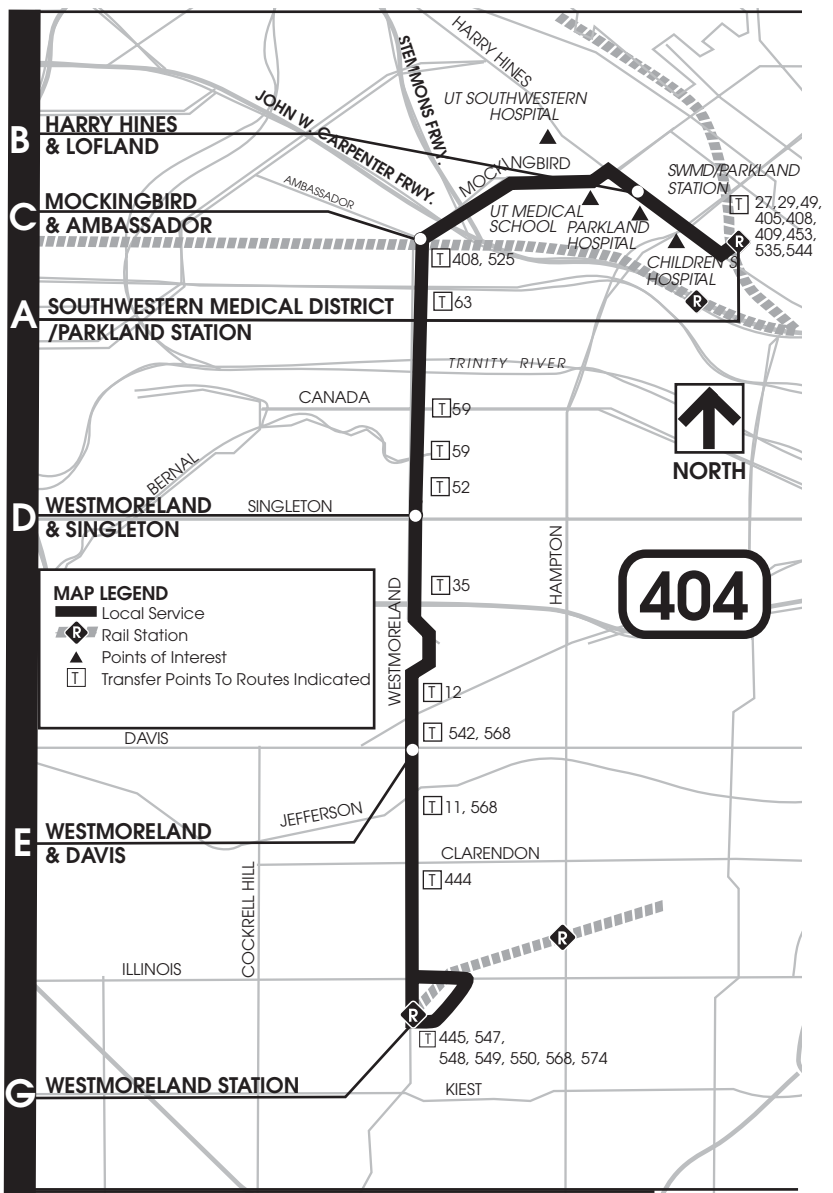 HARRY HINES
STEMMONS FRWY.
UT SOUTHWESTERN
HOSPITAL
JOHN W. CARPENTER FRWY.
B
HARRY HINES
& LOFLAND
MOCKINGBIRD
SWMD/PARKLAND
STATION
AMBASSADOR
C
MOCKINGBIRD
& AMBASSADOR
UT MEDICAL
SCHOOL
PARKLAND
HOSPITAL
T 27,29,49,
405,408,
409,453,
535,544
R
T 408, 525
CHILDREN'S
HOSPITAL
R
T 63
A
SOUTHWESTERN MEDICAL DISTRICT
/PARKLAND STATION
TRINITY RIVER
CANADA
T 59
T 59
NORTH
BERNAL
T 52
D
WESTMORELAND
& SINGLETON
SINGLETON
HAMPTON
404
MAP LEGEND
Local Service
R Rail Station
Points of Interest
T Transfer Points To Routes Indicated
WESTMORELAND
T 35
T 12
DAVIS
T 542, 568
JEFFERSON
T 11, 568
E
WESTMORELAND
& DAVIS
CLARENDON
T 444
COCKRELL HILL
R
ILLINOIS
R
T 445, 547,
548, 549, 550, 568, 574
G
WESTMORELAND STATION
KIEST